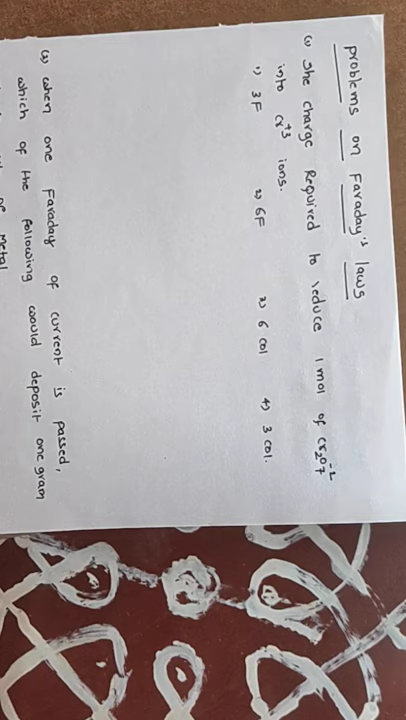 problems on Faraday's laws
(1) The charge Required to reduce 1 mol of Cr₂O₇⁻²
into Cr⁺³ ions.
1) 3F 2) 6F 3) 6 col 4) 3 col.
(2) when one Faraday of current is passed,
which of the following would deposit one gram
of metal